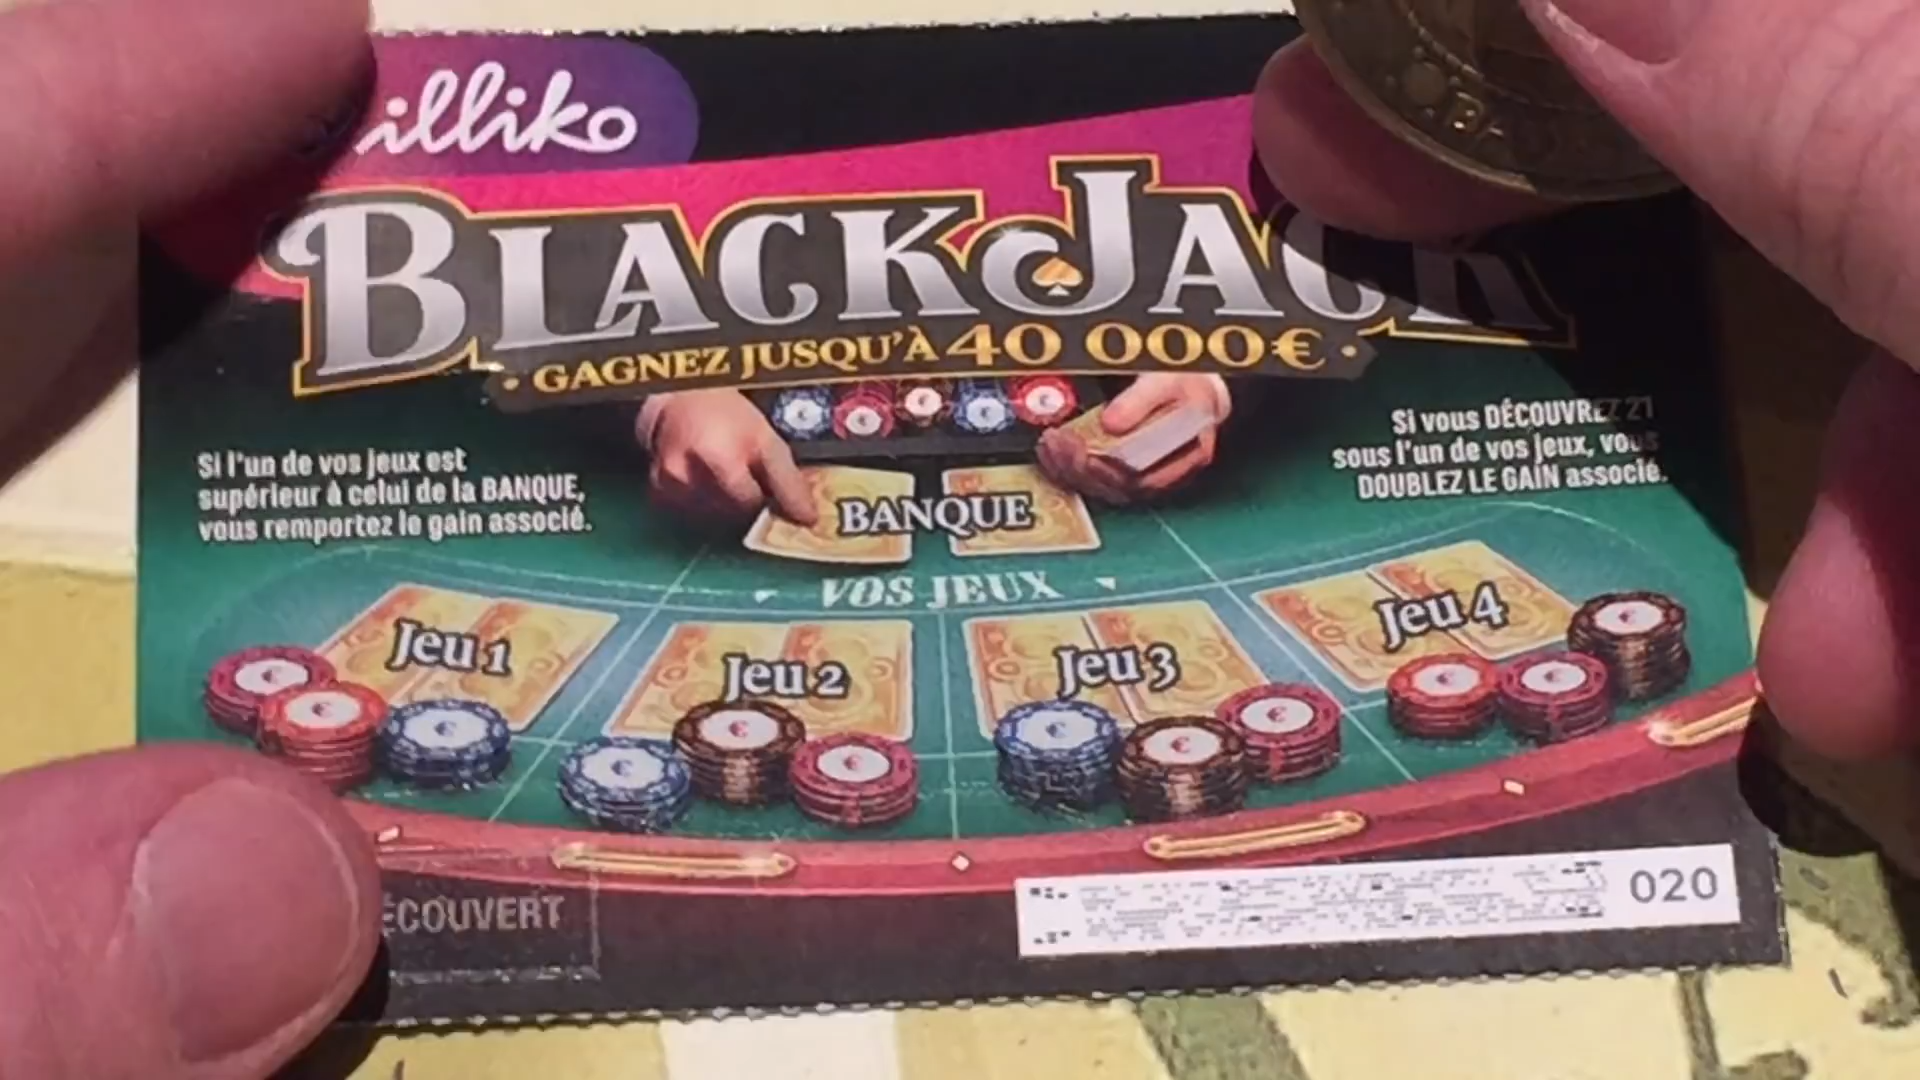 illiko
BLACKJACK
• GAGNEZ JUSQU'À 40 000€ •
Si l'un de vos jeux est
supérieur à celui de la BANQUE,
vous remportez le gain associé.
Si vous DÉCOUVREZ 21
sous l'un de vos jeux, vous
DOUBLEZ LE GAIN associé.
BANQUE
VOS JEUX
Jeu 1
Jeu 2
Jeu 3
Jeu 4
ÉCOUVERT
020